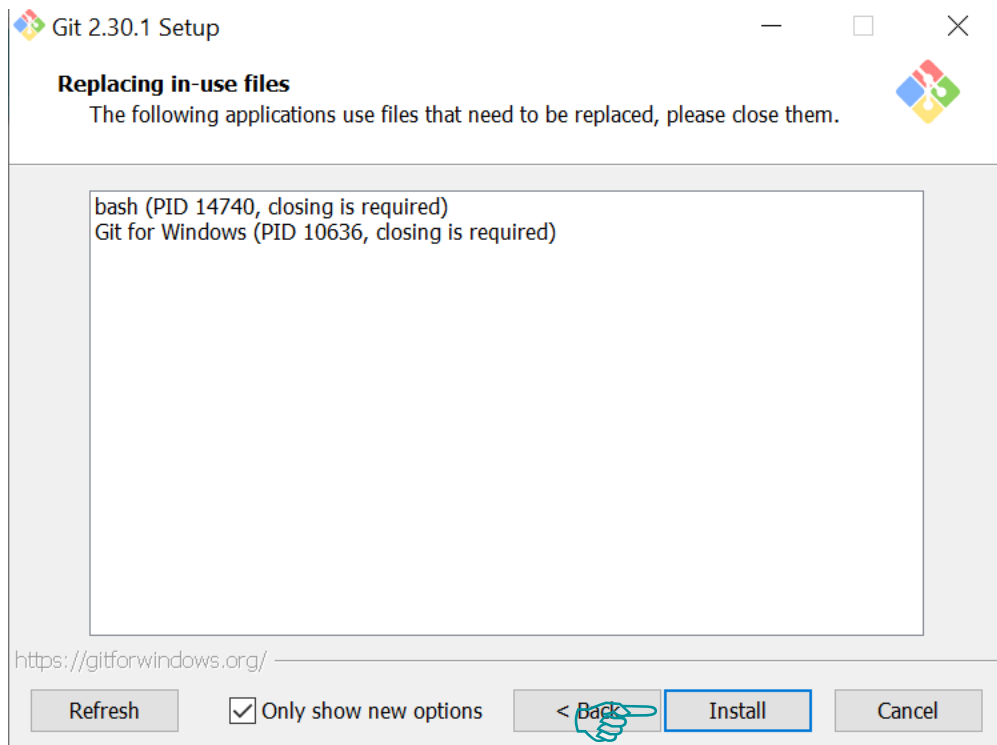 Git 2.30.1 Setup
Replacing in-use files
The following applications use files that need to be replaced, please close them.
bash (PID 14740, closing is required)
Git for Windows (PID 10636, closing is required)
https://gitforwindows.org/
Refresh
Only show new options
< Back
Install
Cancel